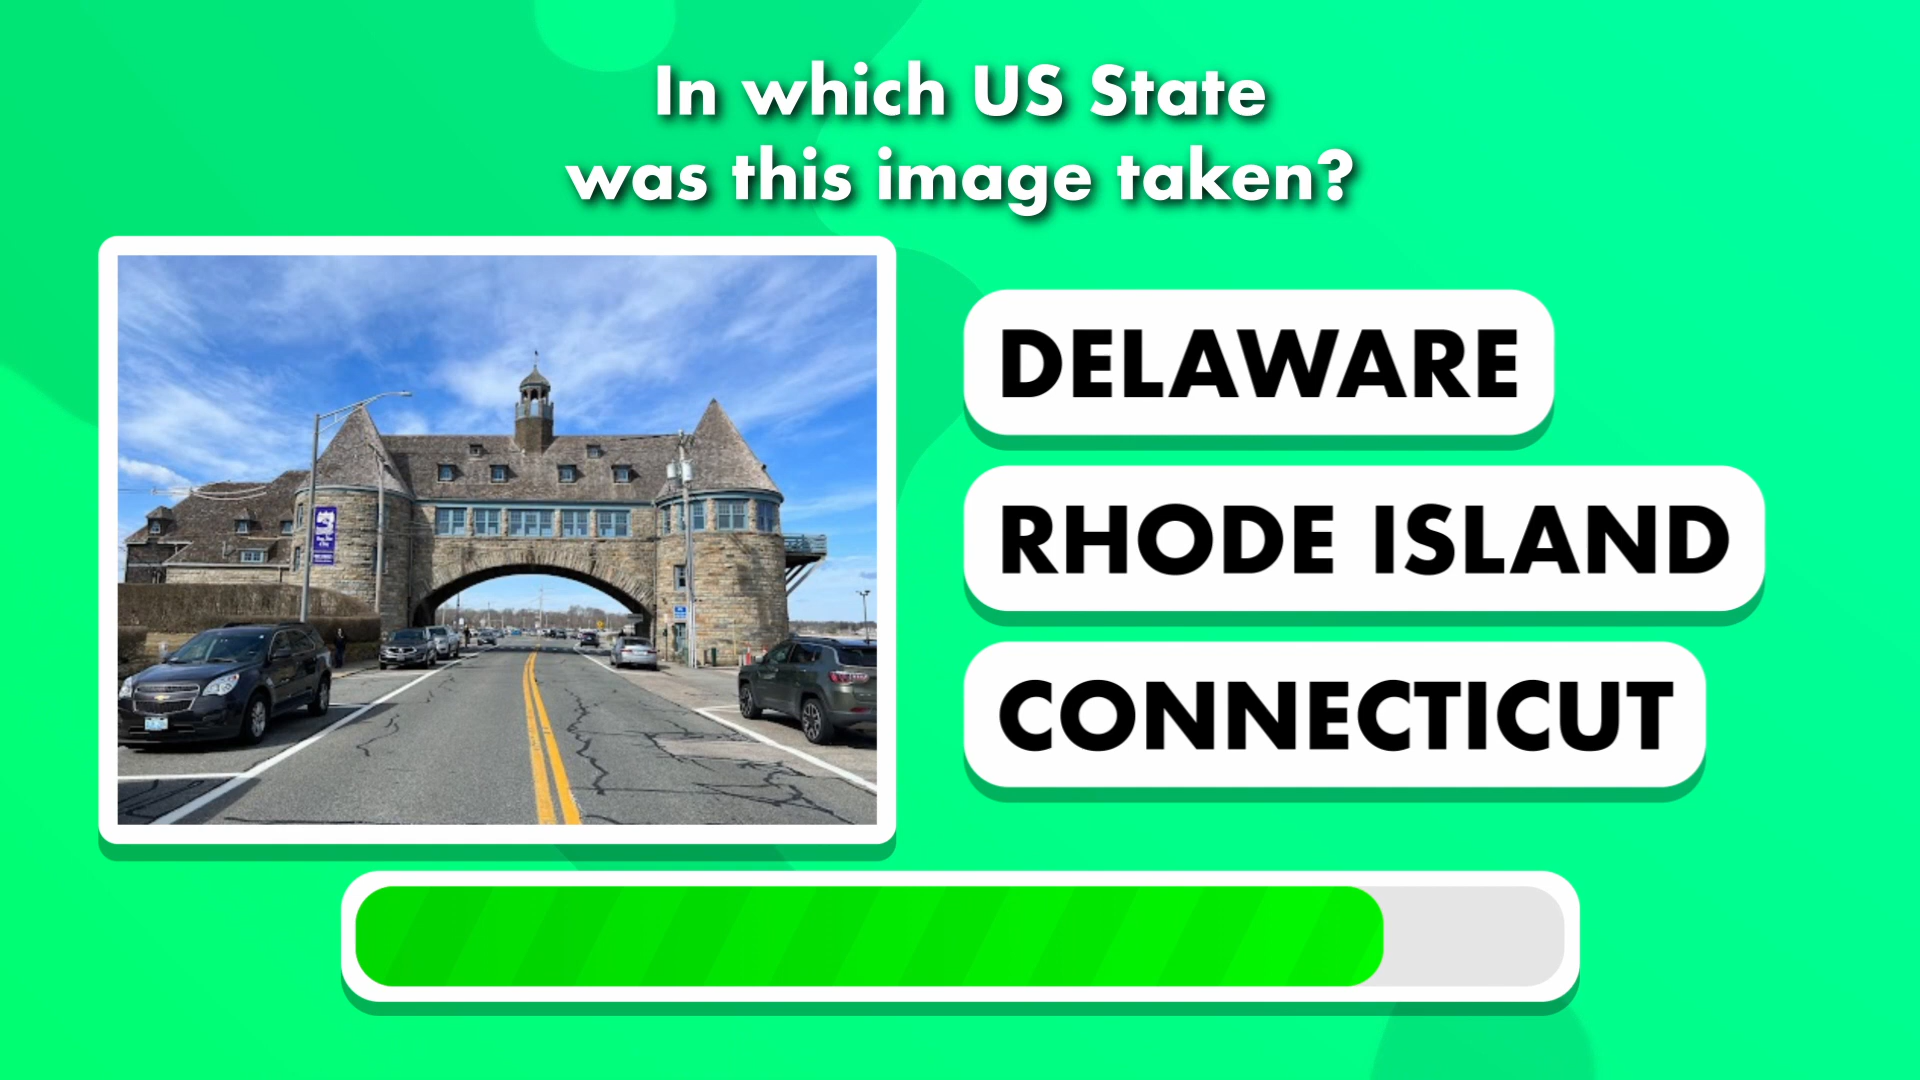 In which US State
was this image taken?
DELAWARE
RHODE ISLAND
CONNECTICUT